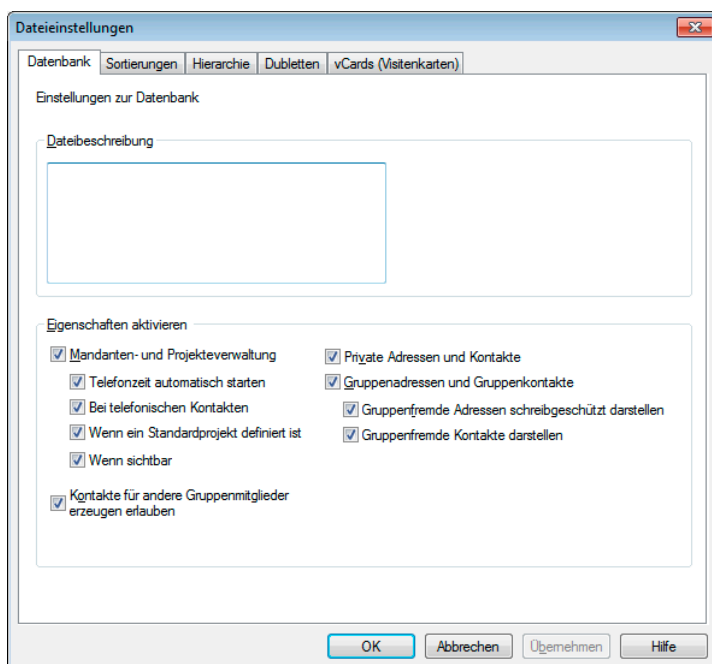 Dateieinstellungen
Datenbank Sortierungen Hierarchie Dubletten vCards (Visitenkarten)
Einstellungen zur Datenbank
Dateibeschreibung
Eigenschaften aktivieren
Mandanten- und Projekteverwaltung
Telefonzeit automatisch starten
Bei telefonischen Kontakten
Wenn ein Standardprojekt definiert ist
Wenn sichtbar
Kontakte für andere Gruppenmitglieder
erzeugen erlauben
Private Adressen und Kontakte
Gruppenadressen und Gruppenkontakte
Gruppenfremde Adressen schreibgeschützt darstellen
Gruppenfremde Kontakte darstellen
OK Abbrechen Übernehmen Hilfe